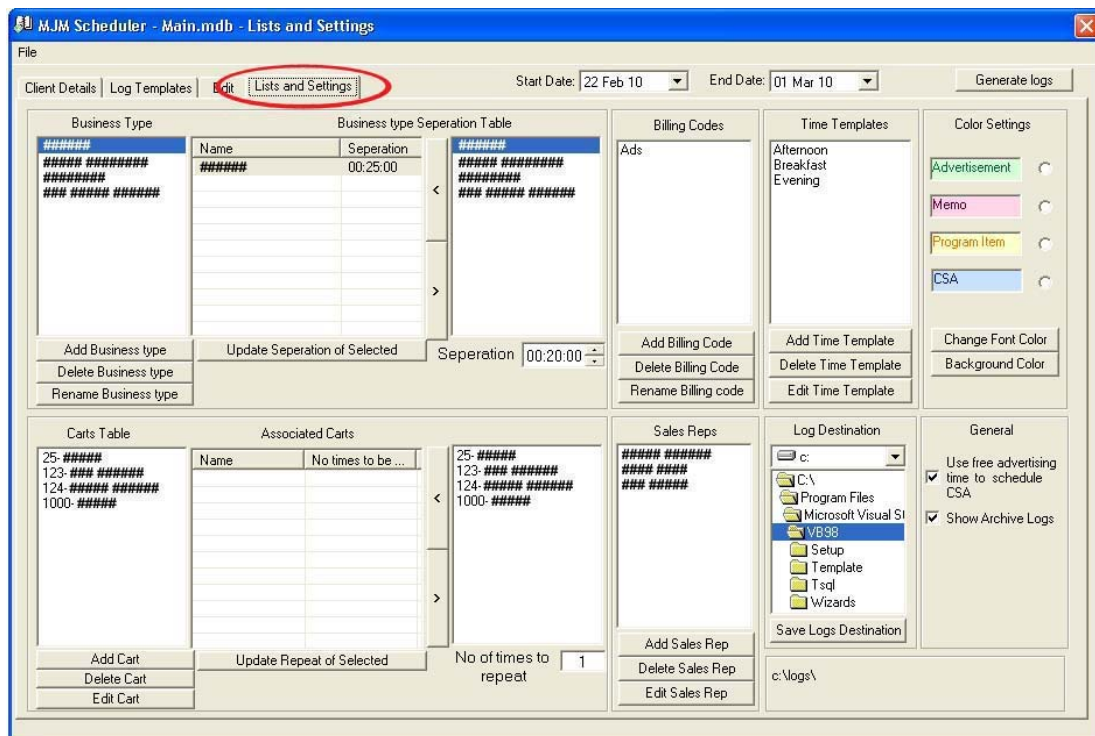 MJM Scheduler - Main.mdb - Lists and Settings
File
Client Details
Log Templates
Edit
Lists and Settings
Start Date: 22 Feb 10
End Date: 01 Mar 10
Generate logs
Business Type
######
##### ########
########
### ##### ######
Add Business type
Delete Business type
Rename Business type
Business type Seperation Table
Name Seperation
###### 00:25:00
Update Seperation of Selected
<
>
######
##### ########
########
### ##### ######
Seperation 00:20:00
Billing Codes
Ads
Add Billing Code
Delete Billing Code
Rename Billing code
Time Templates
Afternoon
Breakfast
Evening
Add Time Template
Delete Time Template
Edit Time Template
Color Settings
Advertisement
Memo
Program Item
CSA
Change Font Color
Background Color
Carts Table
25- #####
123- ### ######
124- ##### ######
1000- #####
Add Cart
Delete Cart
Edit Cart
Associated Carts
Name No times to be ...
Update Repeat of Selected
<
>
25- #####
123- ### ######
124- ##### ######
1000- #####
No of times to
repeat
1
Sales Reps
##### ######
#### ####
### #####
Add Sales Rep
Delete Sales Rep
Edit Sales Rep
Log Destination
c:
C:\
Program Files
Microsoft Visual St
VB98
Setup
Template
Tsql
Wizards
Save Logs Destination
c:\logs\
General
Use free advertising
time to schedule
CSA
Show Archive Logs